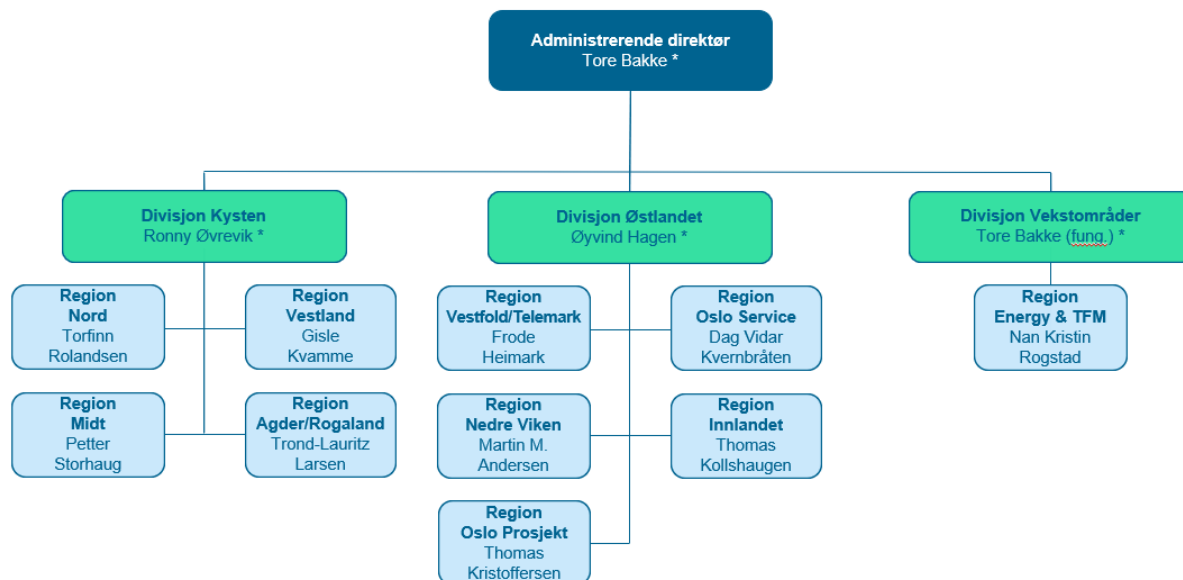 Administrerende direktør
Tore Bakke *
Divisjon Kysten
Ronny Øvrevik *
Divisjon Østlandet
Øyvind Hagen *
Divisjon Vekstområder
Tore Bakke (fung.) *
Region
Nord
Torfinn
Rolandsen
Region
Vestland
Gisle
Kvamme
Region
Midt
Petter
Storhaug
Region
Agder/Rogaland
Trond-Lauritz
Larsen
Region
Vestfold/Telemark
Frode
Heimark
Region
Oslo Service
Dag Vidar
Kvernbråten
Region
Nedre Viken
Martin M.
Andersen
Region
Innlandet
Thomas
Kollshaugen
Region
Oslo Prosjekt
Thomas
Kristoffersen
Region
Energy & TFM
Nan Kristin
Rogstad